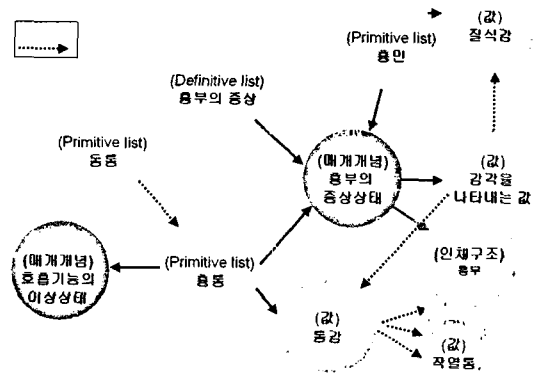 (값)
질식감
(Primitive list)
흉민
(Definitive list)
흉부의 증상
(Primitive list)
동통
(매개개념)
흉부의
증상상태
(값)
감각을
나타내는 값
(인체구조)
흉부
(매개개념)
호흡기능의
이상상태
(Primitive list)
흉통
(값)
통감
(값)
작열통